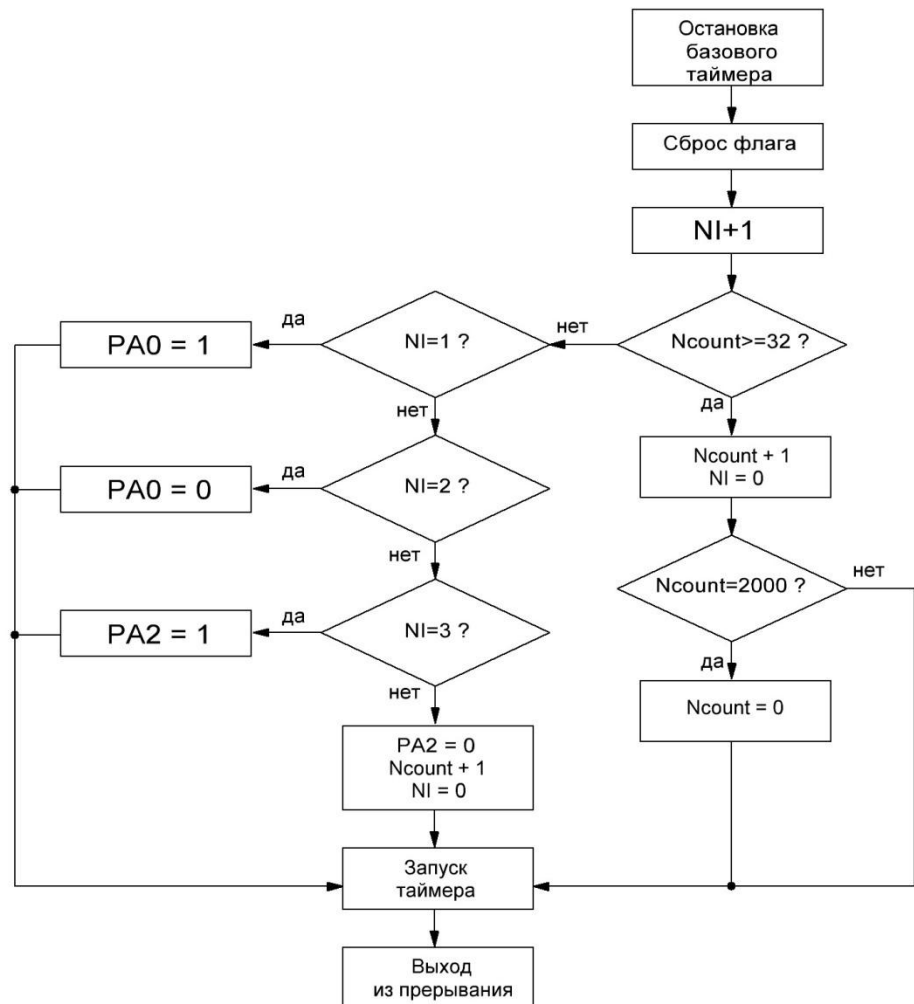 Остановка
базового
таймера
Сброс флага
NI+1
Ncount>=32 ?
нет
да
NI=1 ?
да
нет
PA0 = 1
Ncount + 1
NI = 0
NI=2 ?
да
нет
PA0 = 0
Ncount=2000 ?
нет
да
NI=3 ?
да
нет
PA2 = 1
Ncount = 0
PA2 = 0
Ncount + 1
NI = 0
Запуск
таймера
Выход
из прерывания